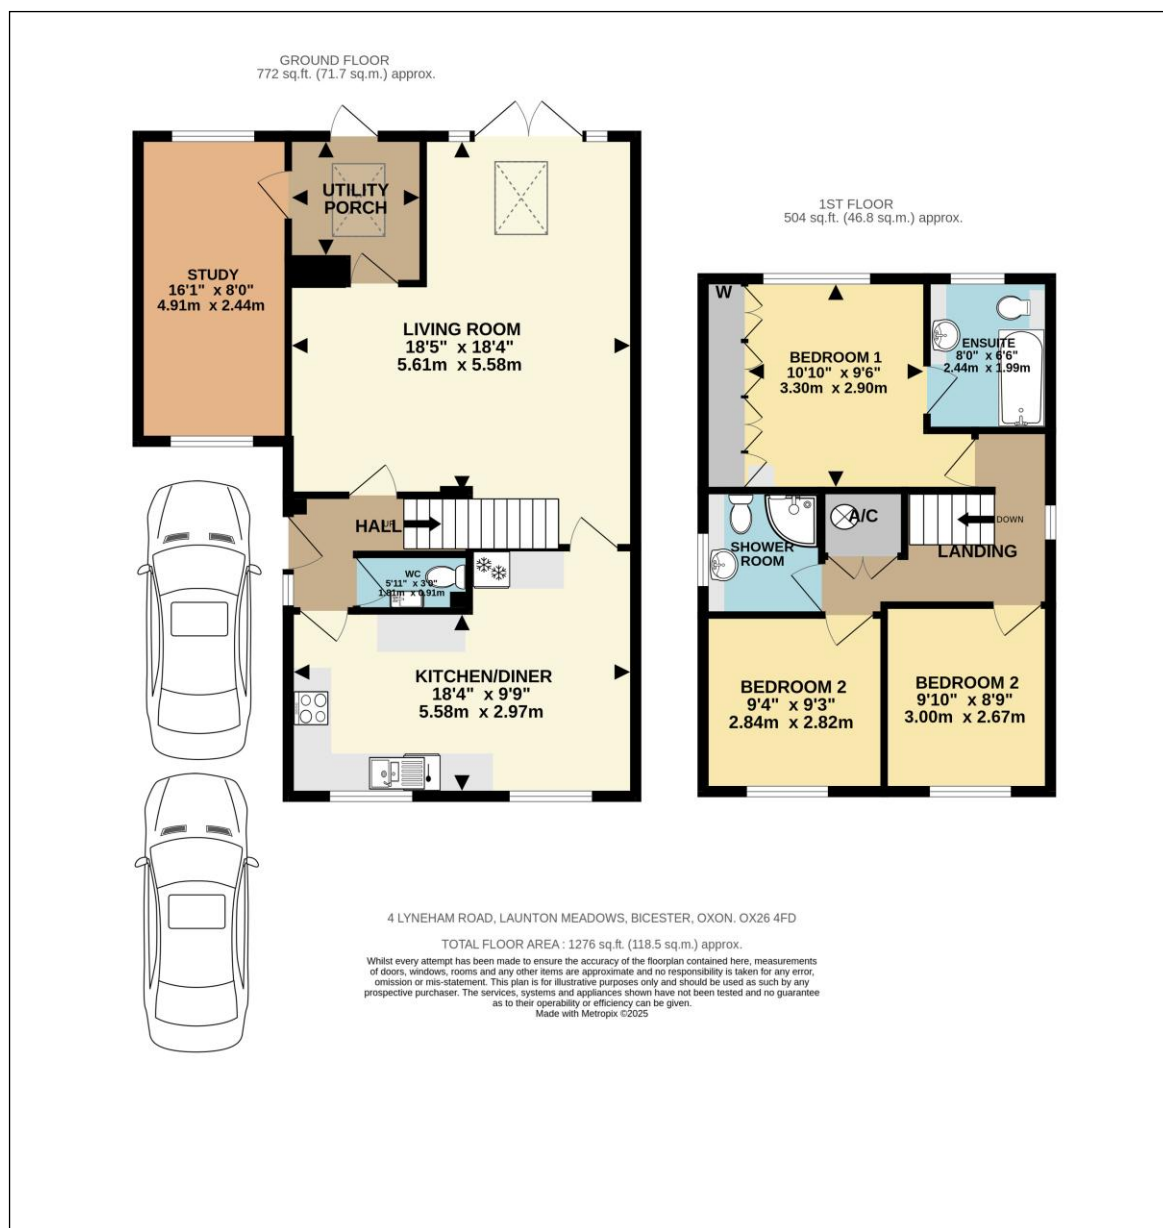 GROUND FLOOR
772 sq.ft. (71.7 sq.m.) approx.
UTILITY
PORCH
STUDY
16'1" x 8'0"
4.91m x 2.44m
LIVING ROOM
18'5" x 18'4"
5.61m x 5.58m
HALL
UP
WC
5'11" x 3'0"
1.81m x 0.91m
KITCHEN/DINER
18'4" x 9'9"
5.58m x 2.97m
1ST FLOOR
504 sq.ft. (46.8 sq.m.) approx.
W
BEDROOM 1
10'10" x 9'6"
3.30m x 2.90m
ENSUITE
8'0" x 6'6"
2.44m x 1.99m
A/C
SHOWER
ROOM
DOWN
LANDING
BEDROOM 2
9'4" x 9'3"
2.84m x 2.82m
BEDROOM 2
9'10" x 8'9"
3.00m x 2.67m
4 LYNEHAM ROAD, LAUNTON MEADOWS, BICESTER, OXON. OX26 4FD
TOTAL FLOOR AREA : 1276 sq.ft. (118.5 sq.m.) approx.
Whilst every attempt has been made to ensure the accuracy of the floorplan contained here, measurements
of doors, windows, rooms and any other items are approximate and no responsibility is taken for any error,
omission or mis-statement. This plan is for illustrative purposes only and should be used as such by any
prospective purchaser. The services, systems and appliances shown have not been tested and no guarantee
as to their operability or efficiency can be given.
Made with Metropix ©2025